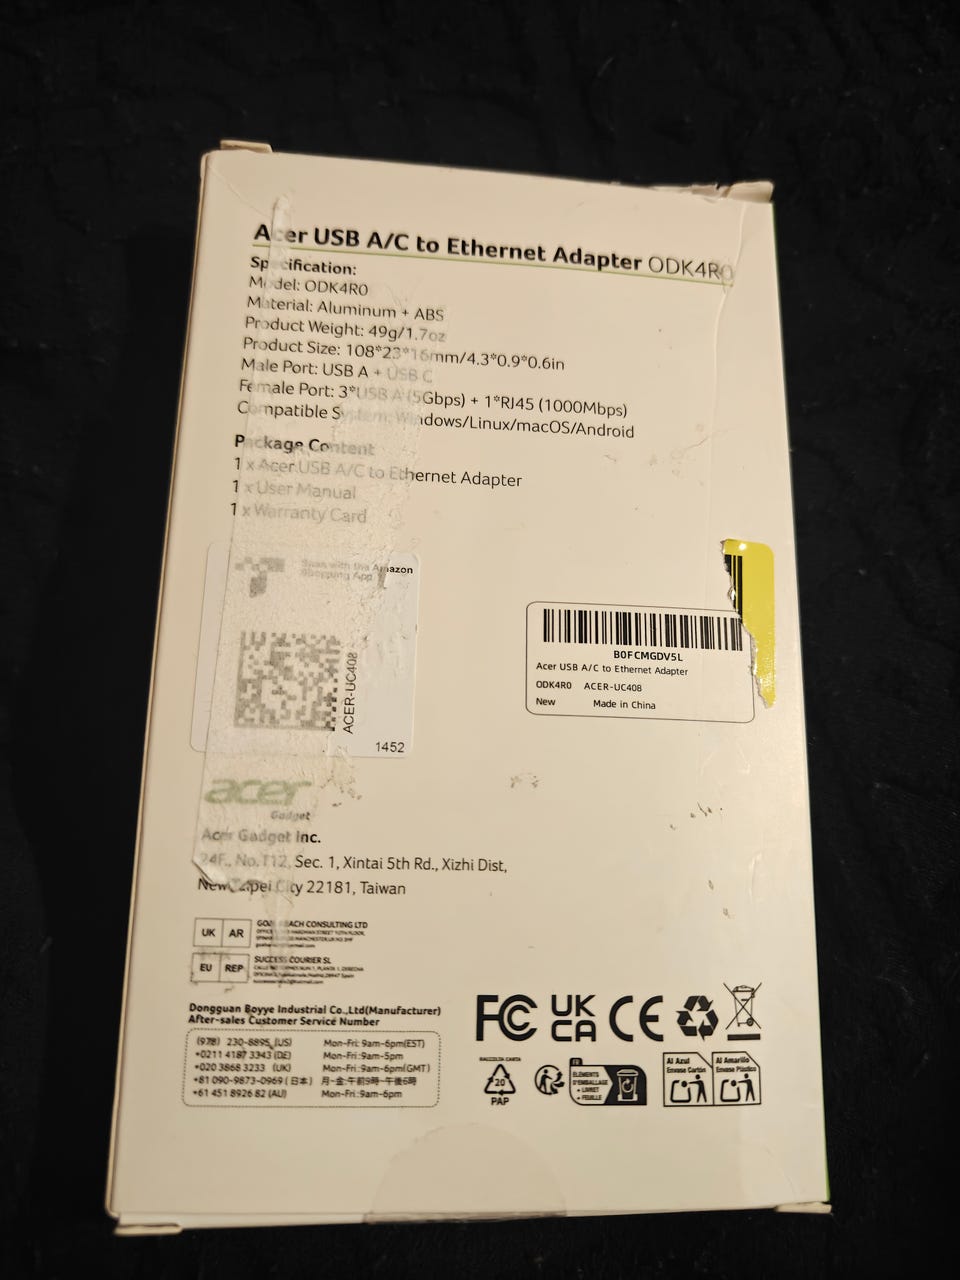 Acer USB A/C to Ethernet Adapter ODK4R0
Specification:
Model: ODK4R0
Material: Aluminum + ABS
Product Weight: 49g/1.7oz
Product Size: 108*23*16mm/4.3*0.9*0.6in
Male Port: USB A + USB C
Female Port: 3*USB A (5Gbps) + 1*RJ45 (1000Mbps)
Compatible System: Windows/Linux/macOS/Android
Package Content
1 x Acer USB A/C to Ethernet Adapter
1 x User Manual
1 x Warranty Card
Scan with the Amazon
Shopping App
ACER-UC408
1452
B0FCMGDV5L
Acer USB A/C to Ethernet Adapter
ODK4R0 ACER-UC408
New Made in China
acer
Gadget
Acer Gadget Inc.
Sec. 1, Xintai 5th Rd., Xizhi Dist,
New Taipei City 22181, Taiwan
UK AR
CONSULTING LTD
EU REP
SUCCESS COURIER SL
Dongguan Boyye Industrial Co.,Ltd(Manufacturer)
After-sales Customer Service Number
(978) 230-8895 (US) Mon-Fri: 9am-6pm(EST)
+0211 4187 3343 (DE) Mon-Fri: 9am-5pm
+020 3868 3233 (UK) Mon-Fri: 9am-6pm(GMT)
+81 090-9873-0969 (日本) 月-金:午前9時-午後6時
+61 451 8926 82 (AU) Mon-Fri: 9am-6pm
FC
UK
CA
CE
RACCOLTA CARTA
20
PAP
FR
ÉLÉMENTS
D'EMBALLAGE
+ LIVRET
+ FEUILLE
Al Azul
Envase Cartón
Al Amarillo
Envase Plástico